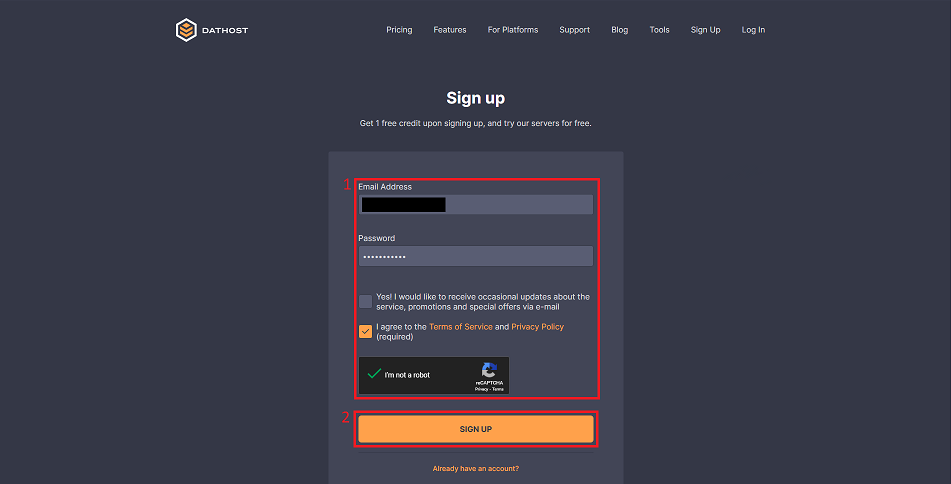 DATHOST
Pricing Features For Platforms Support Blog Tools Sign Up Log In
Sign up
Get 1 free credit upon signing up, and try our servers for free.
1
Email Address
Password
•••••••••••
Yes! I would like to receive occasional updates about the
service, promotions and special offers via e-mail
I agree to the Terms of Service and Privacy Policy
(required)
I'm not a robot
reCAPTCHA
Privacy - Terms
2
SIGN UP
Already have an account?